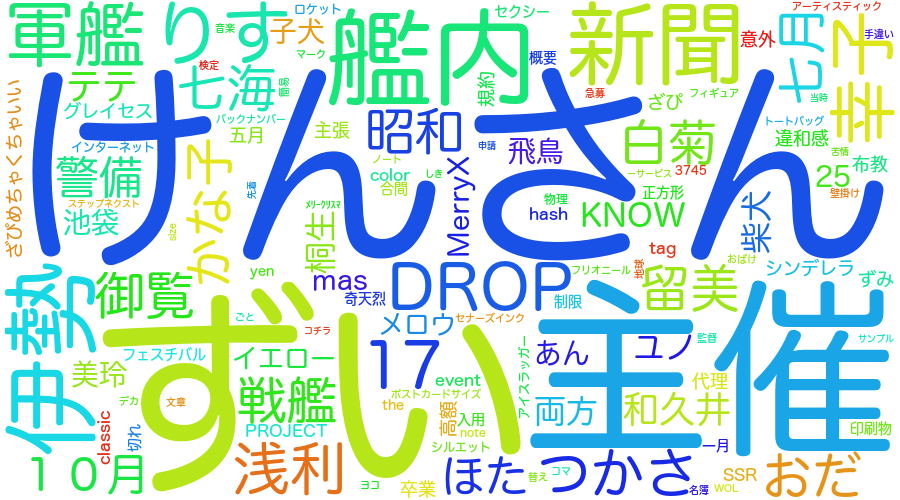 軍艦
りす
ロケット
音楽
子犬
マーク
セクシー
艦内
規約
概要
新聞
急募
意外
アーティスティック
七月
手違い
幸子
当時
テテ
七海
検定
簡易
グレイセス
バックナンバー
五月
主張
昭和
ざぴ
フィギュア
トートバッグ
違和感
苦情
ざぴめちゃくちゃいい
インターネット
警備
ステップネクスト
池袋
かな子
先着
けんさん
ノート
color
合間
しき
MerryX
申請
飛鳥
白菊
物理
hash
正方形
3745
ーサービス
25
布教
壁掛け
KNOW
柴犬
伊勢
御覧
size
yen
メリークリスマ
桐生
mas
奇天烈
DROP
フリオニール
tag
制限
留美
おばけ
シンデレラ
ずみ
ずい
ごと
コチラ
メロウ
セナーズインク
17
アイスラッガー
あん
ユノ
監督
サンプル
主催
フェスチバル
イエロー
美玲
デカ
文章
戦艦
PROJECT
event
ポストカードサイズ
the
高額
入用
note
シルエット
両方
代理
和久井
印刷物
classic
切れ
10月
浅利
ヨコ
卒業
ほた
つかさ
替え
コマ
一月
名簿
SSR
WOL
おだ